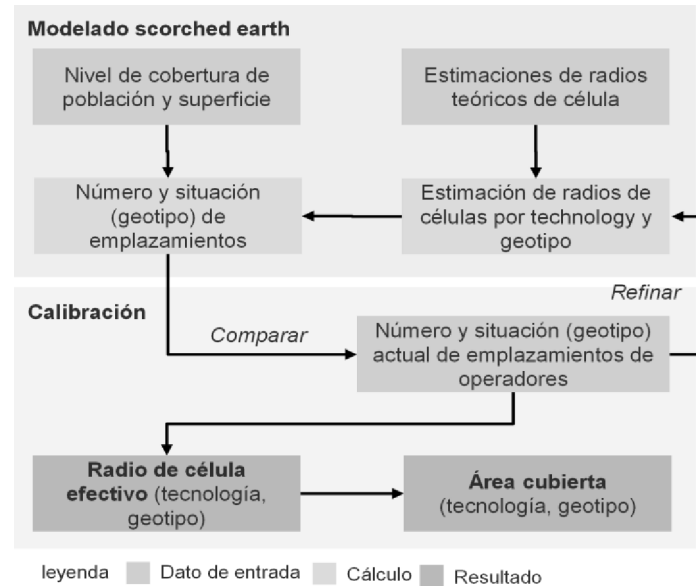 Modelado scorched earth
Nivel de cobertura de
población y superficie
Estimaciones de radios
teóricos de célula
Número y situación
(geotipo) de
emplazamientos
Estimación de radios de
células por technology y
geotipo
Refinar
Calibración
Comparar
Número y situación (geotipo)
actual de emplazamientos de
operadores
Radio de célula
efectivo (tecnología,
geotipo)
Área cubierta
(tecnología, geotipo)
leyenda
Dato de entrada
Cálculo
Resultado